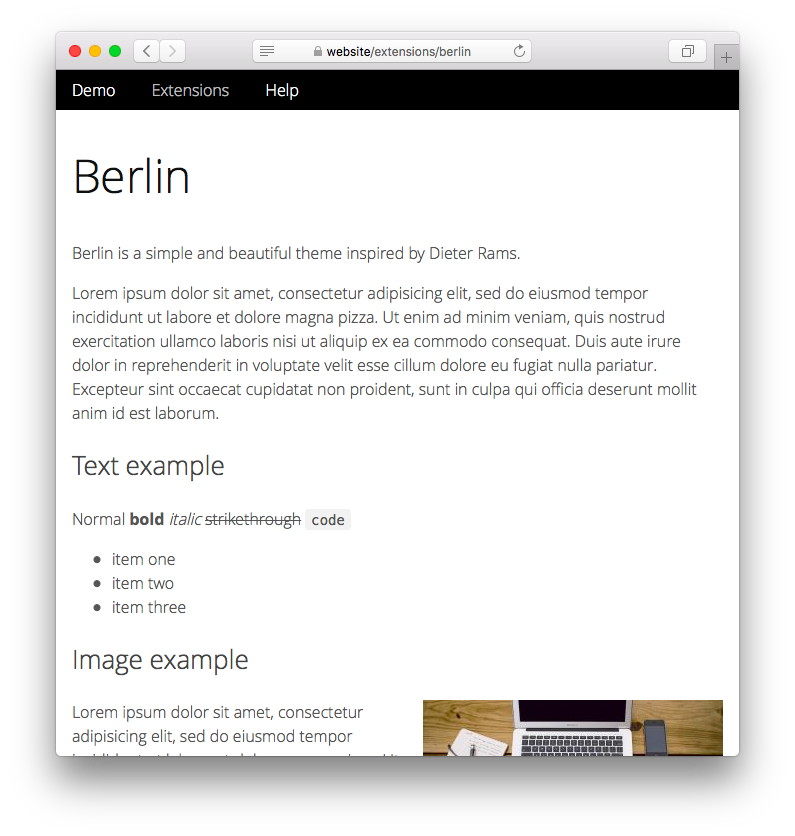 website/extensions/berlin
Demo Extensions Help
Berlin
Berlin is a simple and beautiful theme inspired by Dieter Rams.
Lorem ipsum dolor sit amet, consectetur adipisicing elit, sed do eiusmod tempor
incididunt ut labore et dolore magna pizza. Ut enim ad minim veniam, quis nostrud
exercitation ullamco laboris nisi ut aliquip ex ea commodo consequat. Duis aute irure
dolor in reprehenderit in voluptate velit esse cillum dolore eu fugiat nulla pariatur.
Excepteur sint occaecat cupidatat non proident, sunt in culpa qui officia deserunt mollit
anim id est laborum.
Text example
Normal bold italic strikethrough code
item one
item two
item three
Image example
Lorem ipsum dolor sit amet, consectetur
adipisicing elit, sed do eiusmod tempor